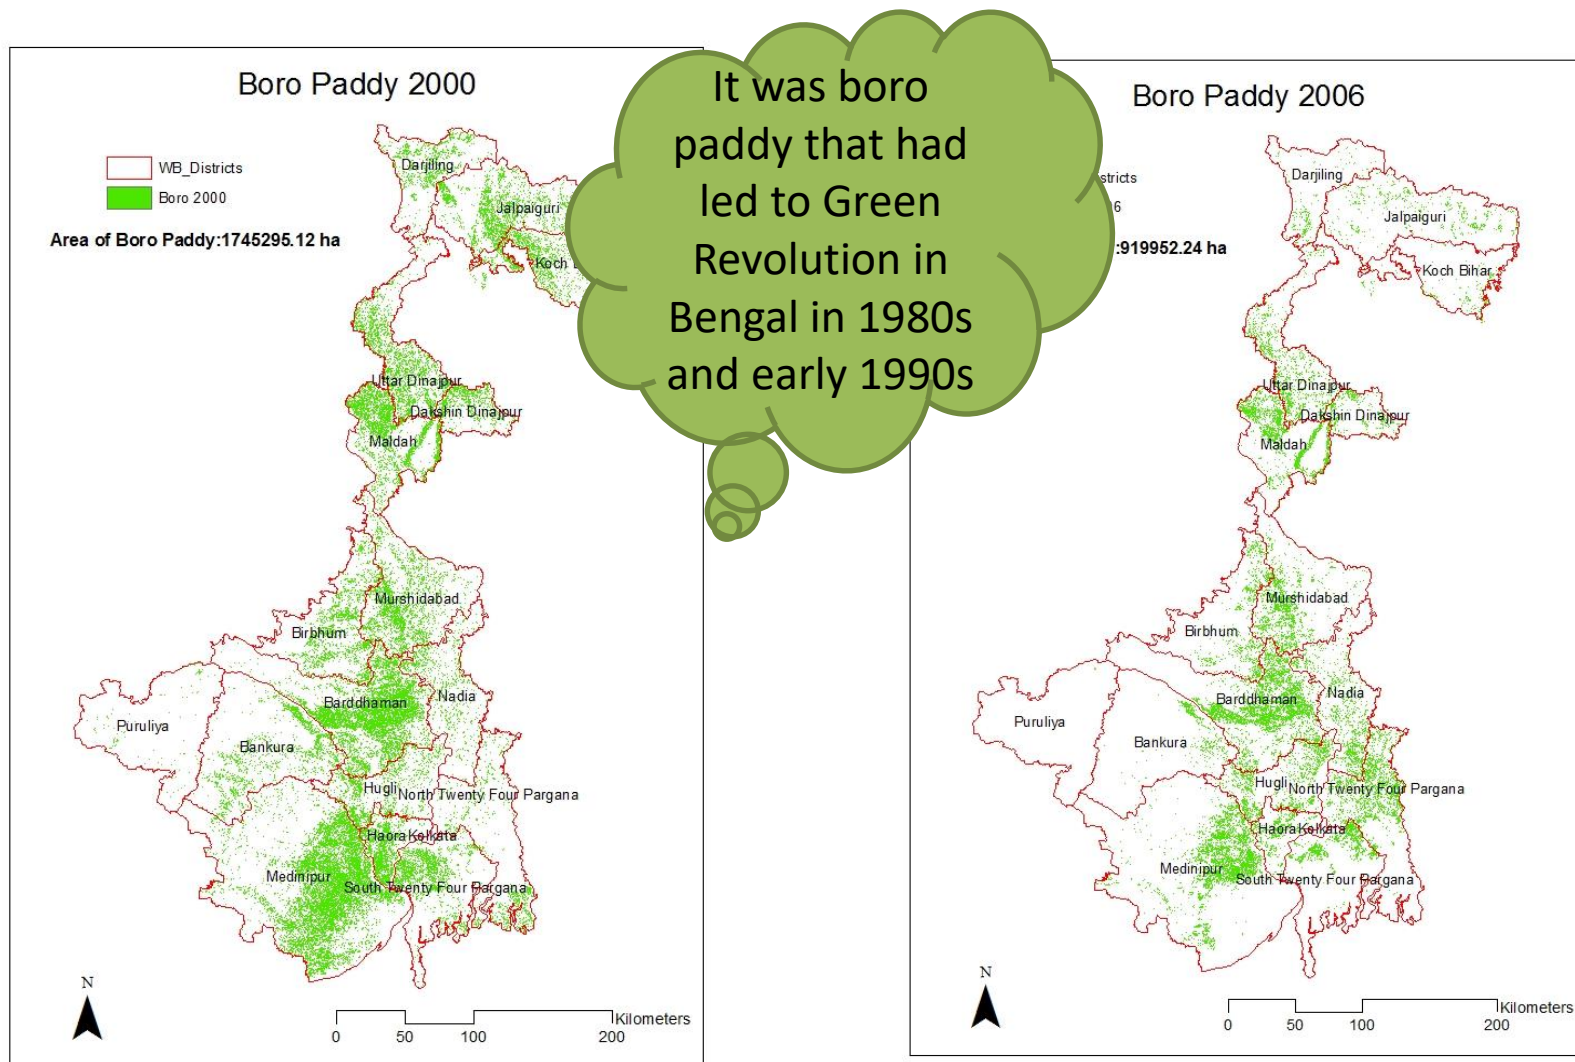 Boro Paddy 2000
WB_Districts
Boro 2000
Area of Boro Paddy:1745295.12 ha
Darjiling
Jalpaiguri
Koch
Uttar Dinajpur
Dakshin Dinajpur
Maldah
Murshidabad
Birbhum
Nadia
Barddhaman
Puruliya
Bankura
Hugli
North Twenty Four Pargana
Haora
Kolkata
Medinipur
South Twenty Four Pargana
N
Kilometers
0 50 100 200
It was boro
paddy that had
led to Green
Revolution in
Bengal in 1980s
and early 1990s
Boro Paddy 2006
stricts
6
:919952.24 ha
Darjiling
Jalpaiguri
Koch Bihar
Uttar Dinajpur
Dakshin Dinajpur
Maldah
Murshidabad
Birbhum
Nadia
Barddhaman
Puruliya
Bankura
Hugli
North Twenty Four Pargana
Haora
Kolkata
Medinipur
South Twenty Four Pargana
N
Kilometers
0 50 100 200